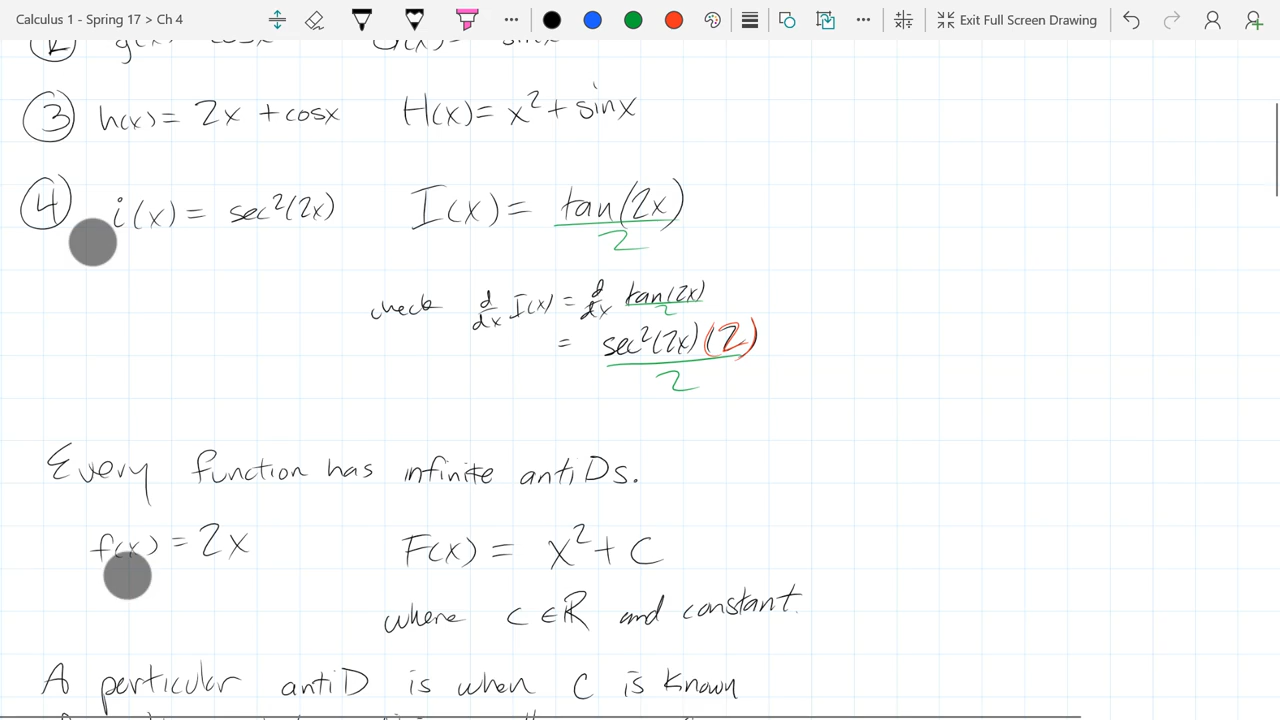 Calculus 1 - Spring 17 > Ch 4 Exit Full Screen Drawing
③ h(x) = 2x + cosx H(x) = x² + sinx
④ i(x) = sec²(2x) I(x) = tan(2x)/2
check d/dx I(x) = d/dx tan(2x)/2
= sec²(2x)(2)/2
Every function has infinite antiDs.
f(x) = 2x F(x) = x² + C
where C ∈ ℝ and constant.
A perticular antiD is when C is known